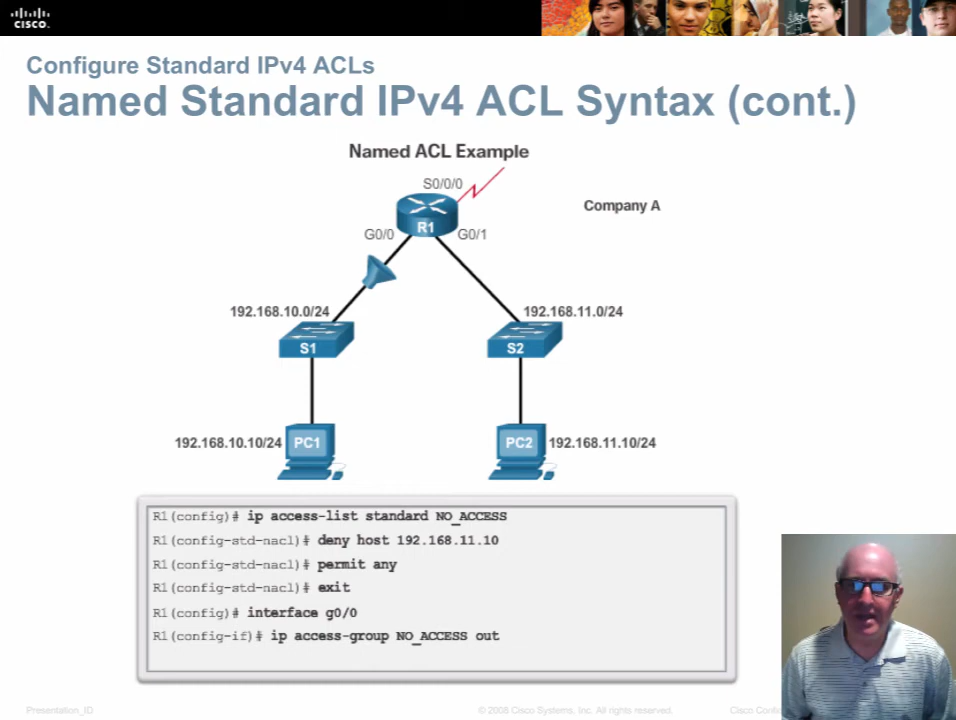 CISCO.
Configure Standard IPv4 ACLs
Named Standard IPv4 ACL Syntax (cont.)
Named ACL Example
S0/0/0
Company A
R1
G0/0
G0/1
192.168.10.0/24
192.168.11.0/24
S1
S2
192.168.10.10/24
PC1
PC2
192.168.11.10/24
R1(config)# ip access-list standard NO_ACCESS
R1(config-std-nacl)# deny host 192.168.11.10
R1(config-std-nacl)# permit any
R1(config-std-nacl)# exit
R1(config)# interface g0/0
R1(config-if)# ip access-group NO_ACCESS out
Presentation_ID
© 2008 Cisco Systems, Inc. All rights reserved.
Cisco